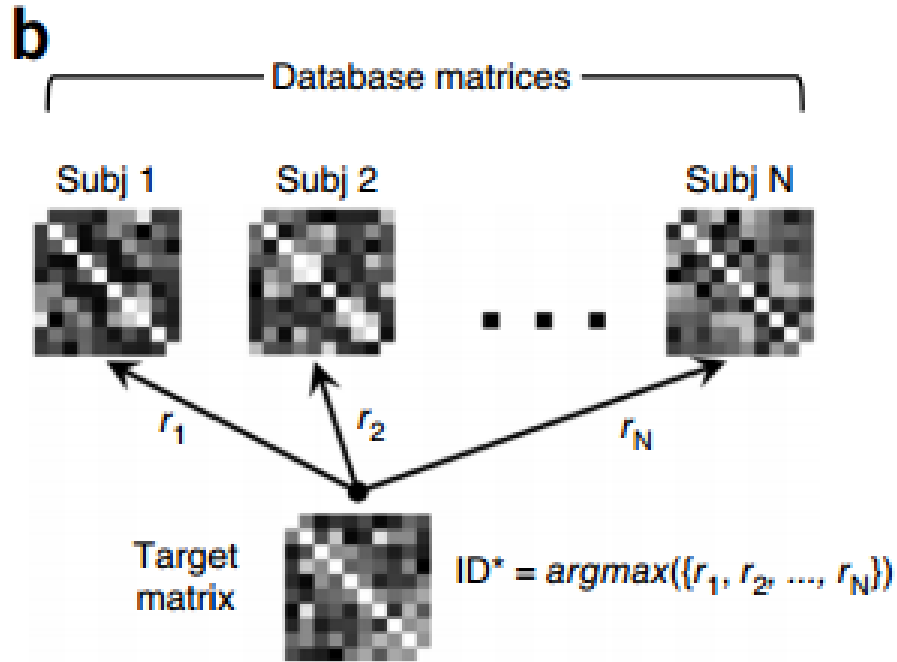 b
Database matrices
Subj 1
Subj 2
Subj N
r1
r2
rN
Target
matrix
ID* = argmax({r1, r2, ..., rN})